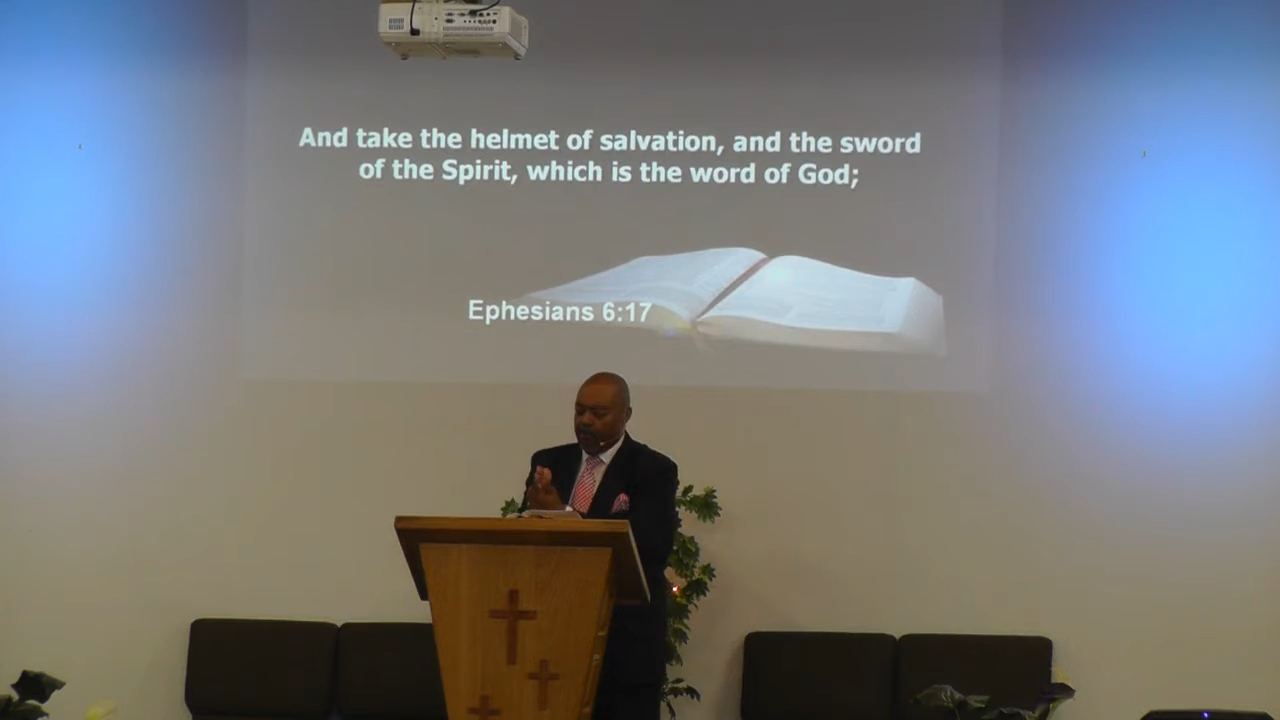 And take the helmet of salvation, and the sword
of the Spirit, which is the word of God;
Ephesians 6:17